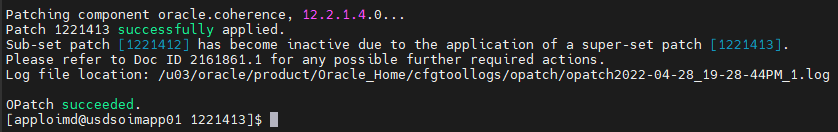 Patching component oracle.coherence, 12.2.1.4.0...
Patch 1221413 successfully applied.
Sub-set patch [1221412] has become inactive due to the application of a super-set patch [1221413].
Please refer to Doc ID 2161861.1 for any possible further required actions.
Log file location: /u03/oracle/product/Oracle_Home/cfgtoollogs/opatch/opatch2022-04-28_19-28-44PM_1.log
OPatch succeeded.
[apploimd@usdsoimapp01 1221413]$